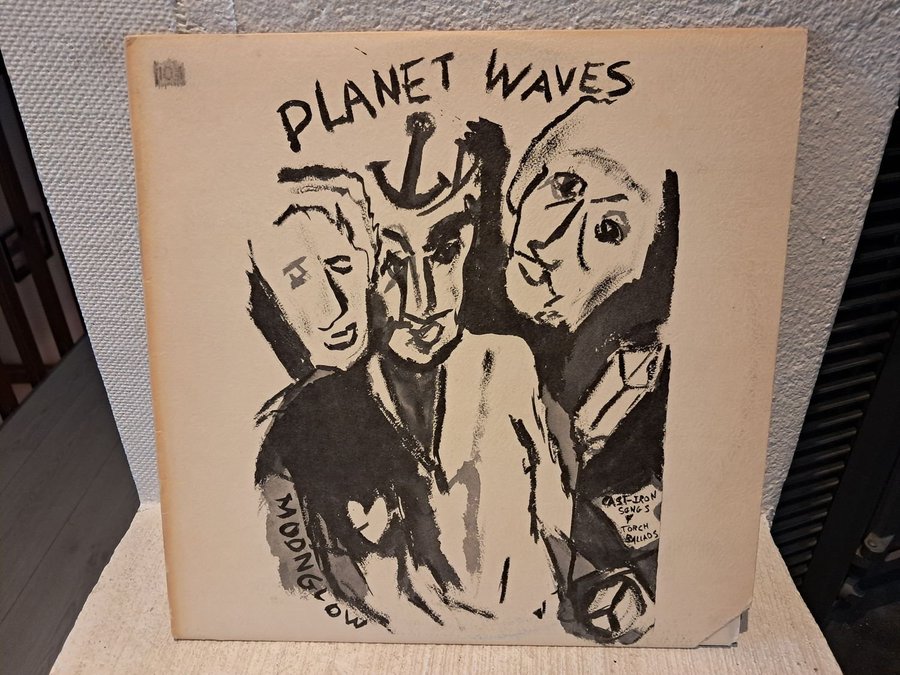 PLANET WAVES
MOONGLOW
CAST-IRON
SONGS
&
TORCH
BALLADS